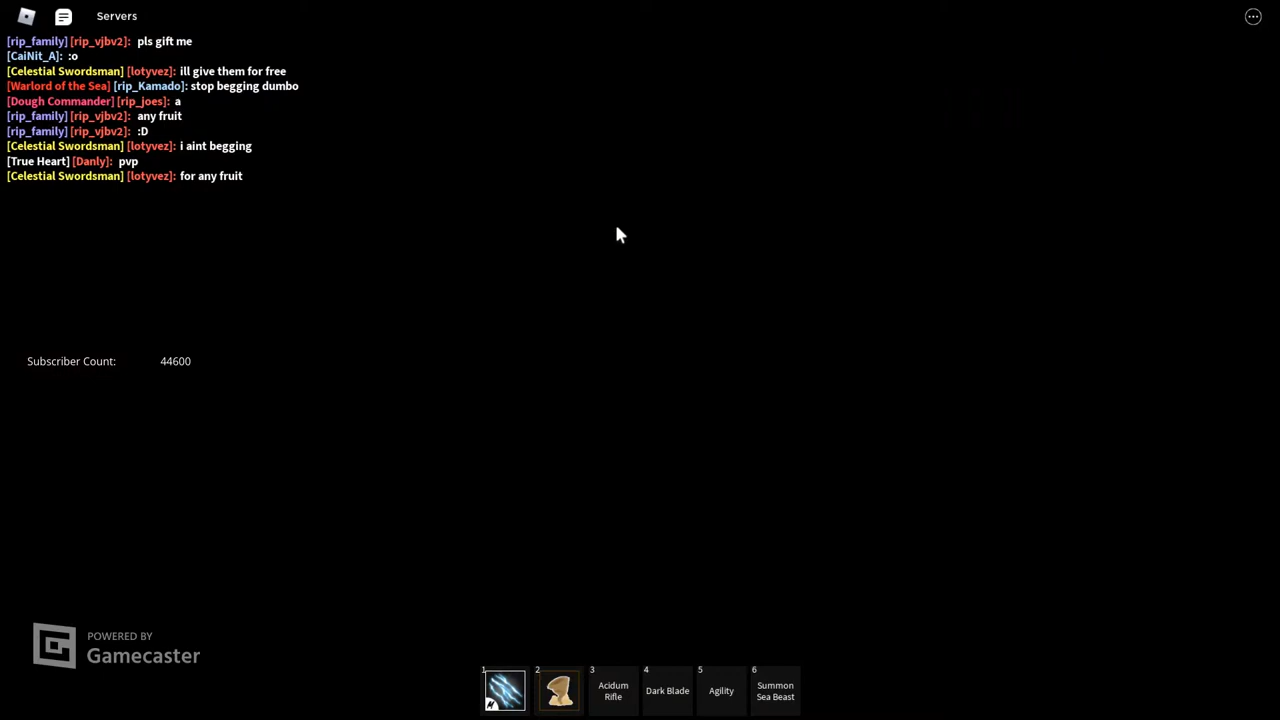 Servers
[rip_family] [rip_vjbv2]: pls gift me
[CaiNit_A]: :o
[Celestial Swordsman] [lotyvez]: ill give them for free
[Warlord of the Sea] [rip_Kamado]: stop begging dumbo
[Dough Commander] [rip_joes]: a
[rip_family] [rip_vjbv2]: any fruit
[rip_family] [rip_vjbv2]: :D
[Celestial Swordsman] [lotyvez]: i aint begging
[True Heart] [Danly]: pvp
[Celestial Swordsman] [lotyvez]: for any fruit
Subscriber Count: 44600
POWERED BY
Gamecaster
1 2 3 4 5 6
Acidum Rifle
Dark Blade
Agility
Summon Sea Beast